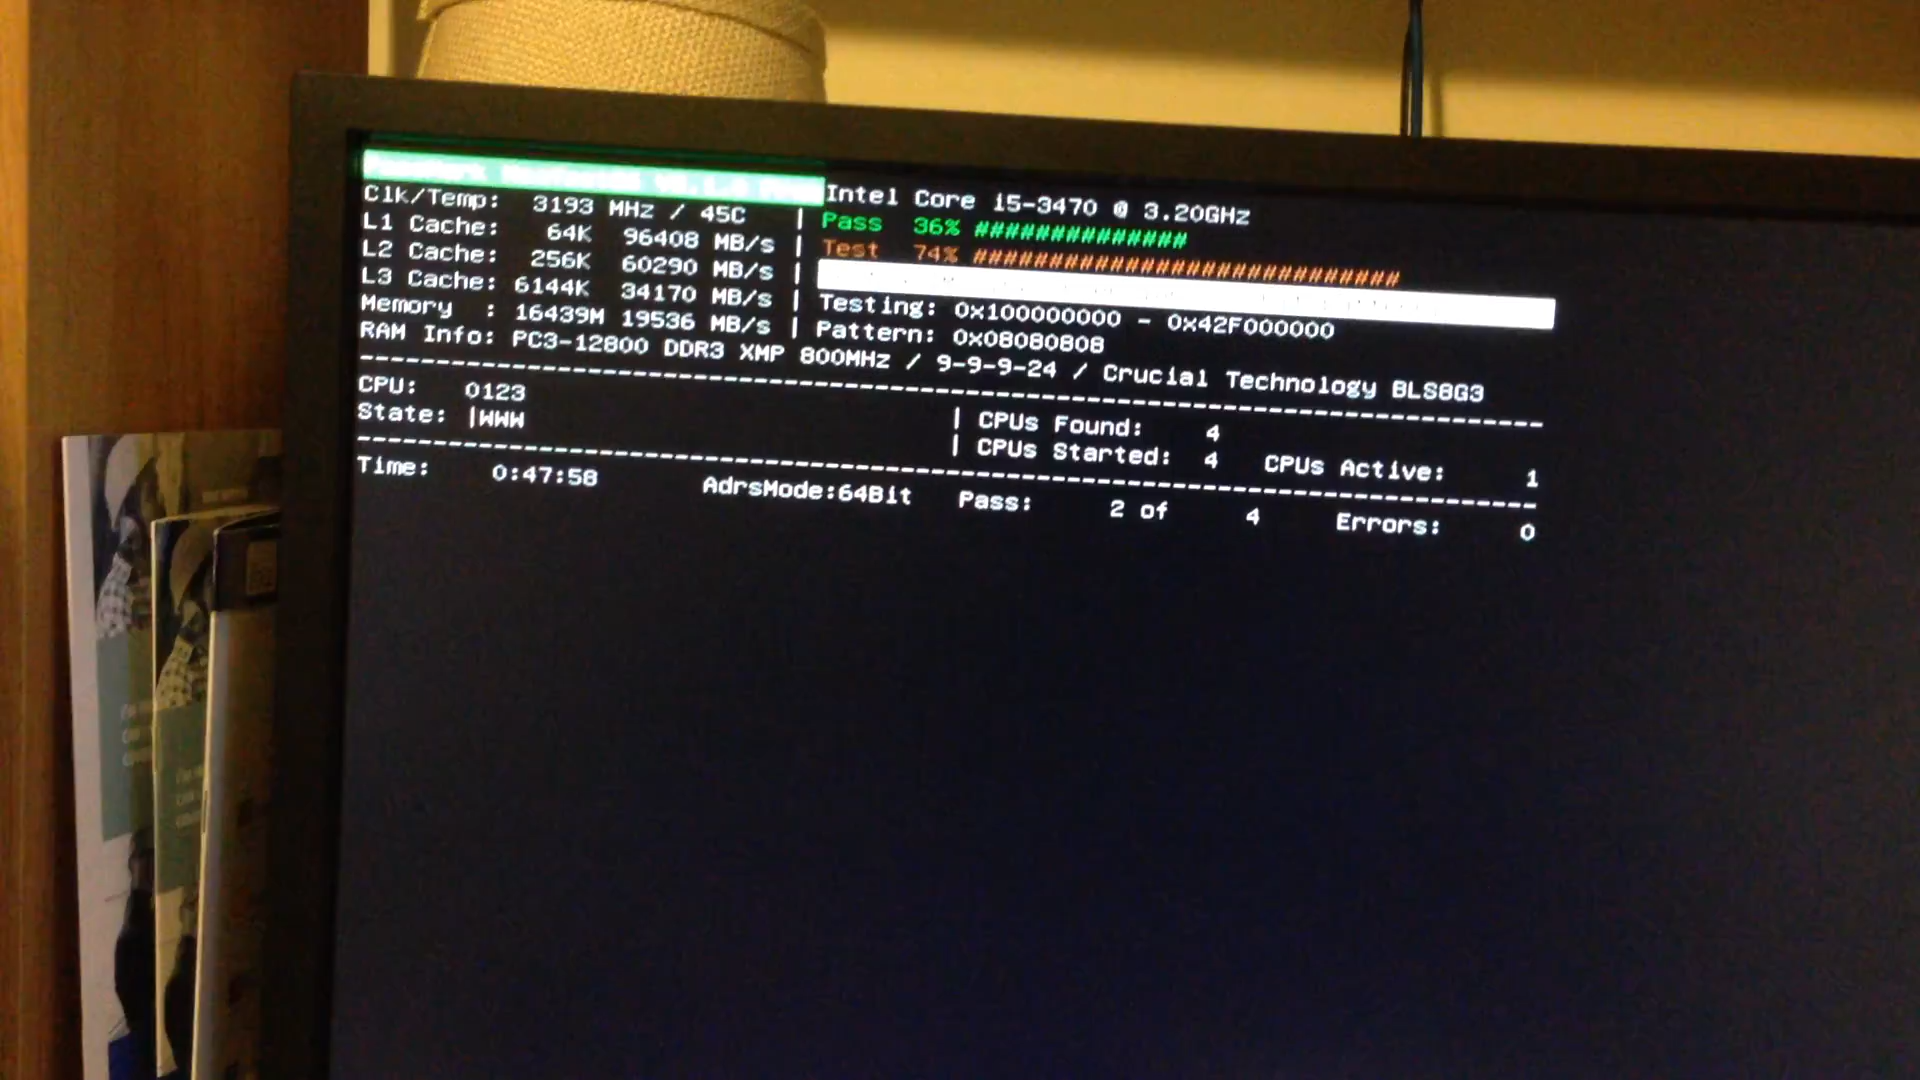 Intel Core i5-3470 @ 3.20GHz
Clk/Temp: 3193 MHz / 45C |
Pass 36% ##############
L1 Cache: 64K 96408 MB/s |
Test 74% ############################
L2 Cache: 256K 60290 MB/s |
L3 Cache: 6144K 34170 MB/s |
Testing: 0x100000000 - 0x42F000000
Memory : 16439M 19536 MB/s |
Pattern: 0x08080808
RAM Info: PC3-12800 DDR3 XMP 800MHz / 9-9-9-24 / Crucial Technology BLS8G3
CPU: 0123
| CPUs Found: 4
State: |WWW
| CPUs Started: 4 CPUs Active: 1
Time: 0:47:58 AdrsMode:64Bit Pass: 2 of 4 Errors: 0